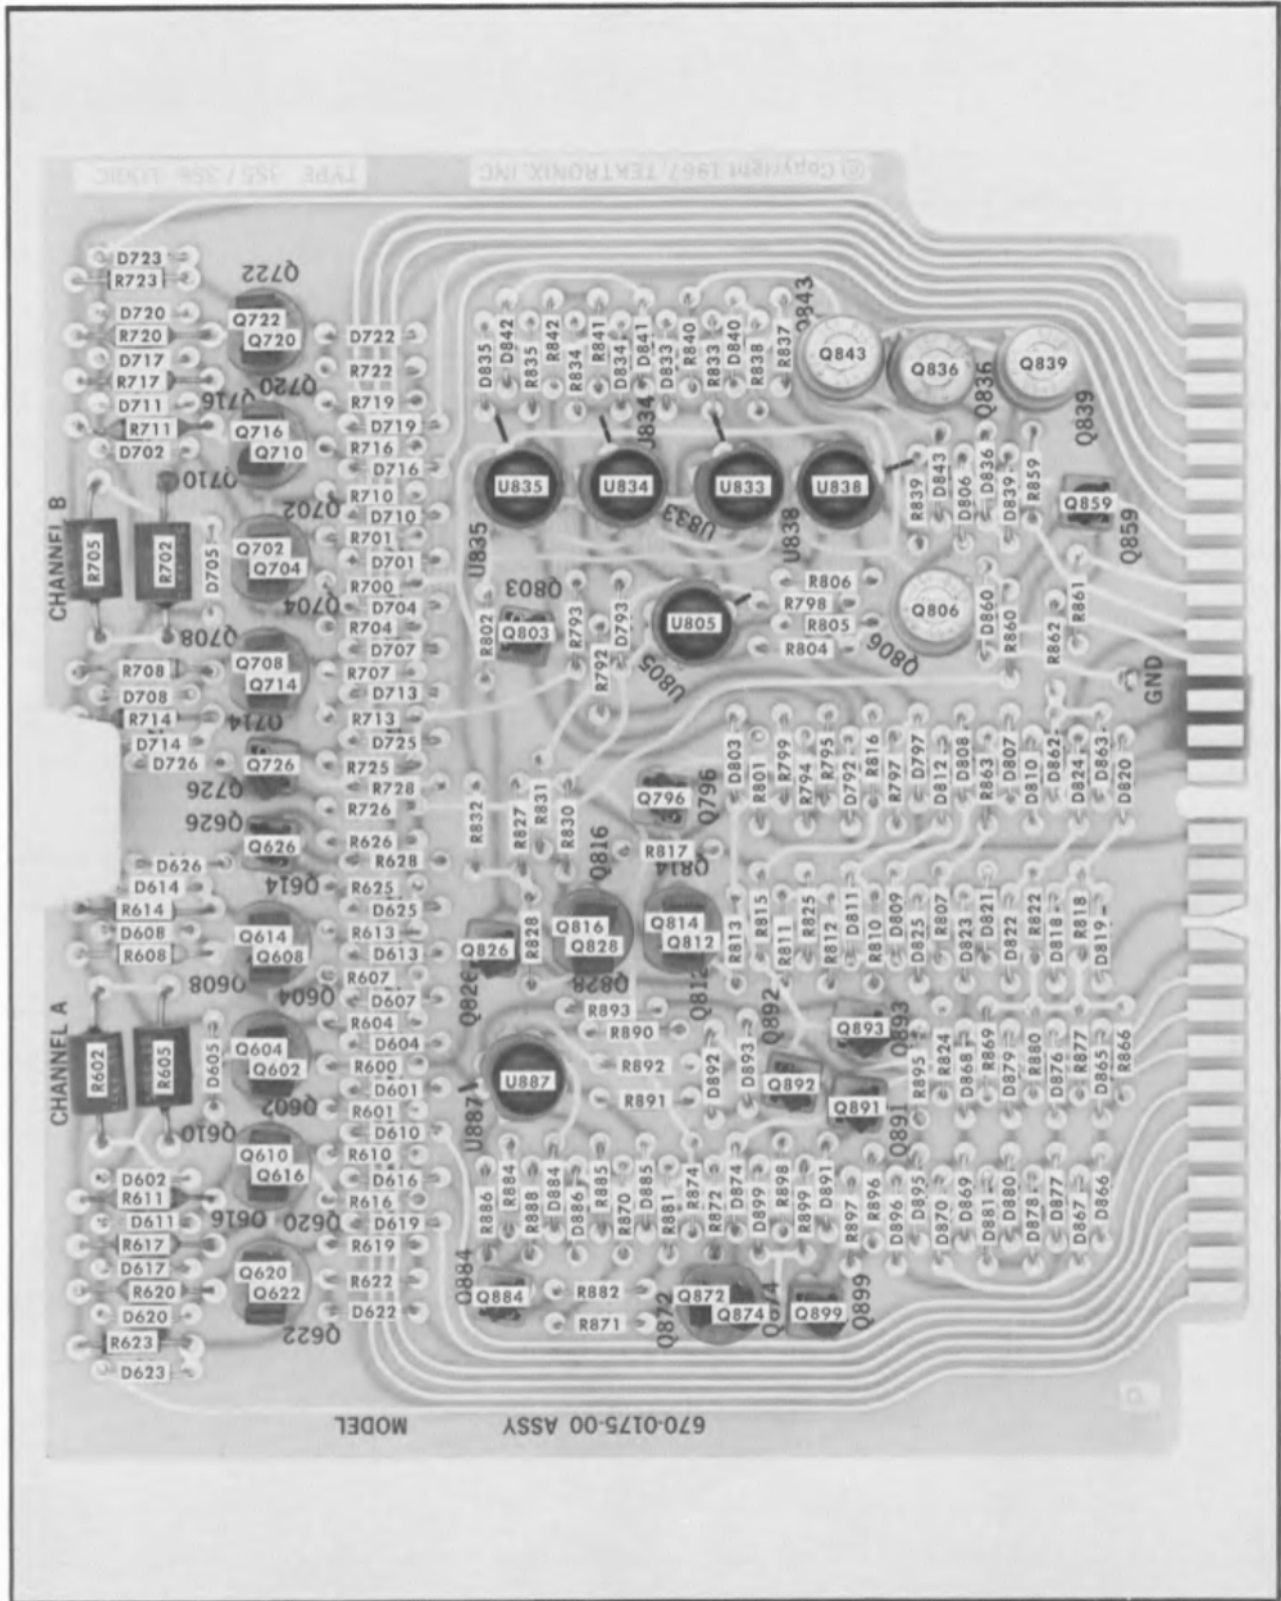 © Copyright 1967, TEKTRONIX, INC
TYPE 3S5 / 3S6 LOGIC
D723
R723
D720
R720
D717
R717
D711
R711
D702
Q722
Q722
Q720
Q720
Q716
Q716
Q710
Q710
D722
R722
R719
D719
R716
D716
R710
D710
R701
D701
R700
D704
R704
D707
R707
D713
R713
D725
R725
R728
R726
R626
R628
R625
D625
R613
D613
R607
D607
R604
D604
R600
D601
R601
D610
R610
D616
R616
D619
R619
R622
D622
CHANNEL B
R705
R702
D705
Q702
Q702
Q704
Q704
Q708
Q708
Q714
Q714
R708
D708
R714
D714
D726
Q726
Q726
Q626
Q626
D626
D614
R614
D608
R608
Q614
Q614
Q608
Q608
Q604
CHANNEL A
R602
R605
D605
Q604
Q602
Q602
Q610
Q610
Q616
Q616
Q620
D602
R611
D611
R617
D617
R620
D620
R623
D623
Q620
Q622
Q622
D835
D842
R835
R842
R834
R841
D834
D841
D833
R840
R833
D840
R838
R837
Q843
Q843
Q836
Q836
Q839
Q839
U834
U835
U834
U833
U838
U835
U833
U838
R839
D843
D806
D836
D839
R859
Q859
Q859
R802
Q803
Q803
R793
R792
D793
U805
U805
R806
R798
R805
R804
Q806
Q806
D860
R860
R862
R861
GND
R832
R827
R831
R830
Q796
Q796
D803
R801
R799
R794
R795
D792
R816
R797
D797
D812
D808
R863
D807
D810
D862
D824
D863
D820
R817
Q816
Q814
Q826
Q826
R828
Q816
Q828
Q828
Q814
Q812
Q812
R813
R815
R811
R825
R812
D811
R810
D809
D825
R807
D823
D821
D822
R822
D818
R818
D819
R893
R890
R892
R891
U887
U887
D892
D893
Q892
Q892
Q893
Q893
Q891
Q891
R895
R824
D868
R869
D879
R880
D876
R877
D865
R866
R886
R884
R888
D884
D886
R885
R870
D885
R881
R874
R872
D874
D899
R898
R899
D891
R897
R896
D896
D895
D870
D869
D881
D880
D878
D877
D867
D866
Q884
Q884
R882
R871
Q872
Q872
Q874
Q874
Q899
Q899
MODEL
670-0175-00 ASSY